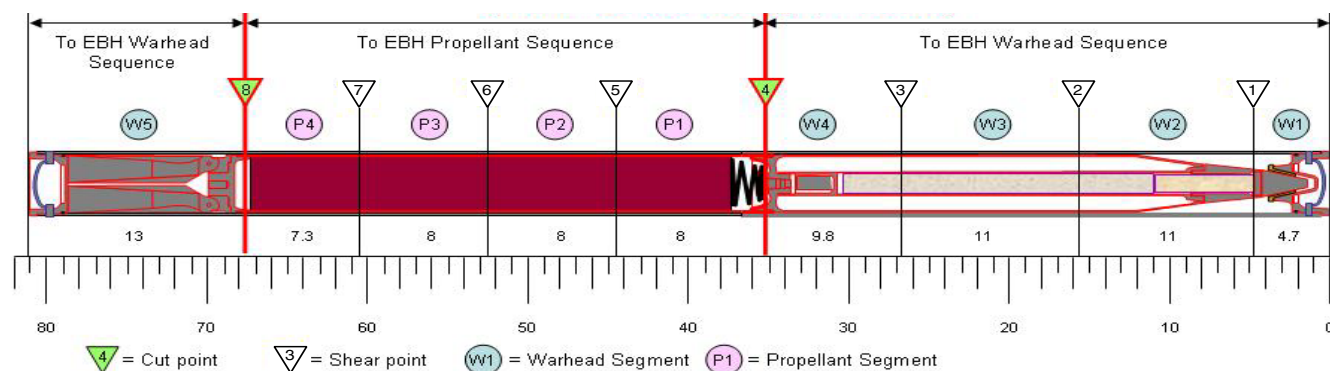 To EBH Warhead
Sequence
To EBH Propellant Sequence
To EBH Warhead Sequence
8 7 6 5 4 3 2 1
W5 P4 P3 P2 P1 W4 W3 W2 W1
13 7.3 8 8 8 9.8 11 11 4.7
80 70 60 50 40 30 20 10 0
4 = Cut point 3 = Shear point W1 = Warhead Segment P1 = Propellant Segment